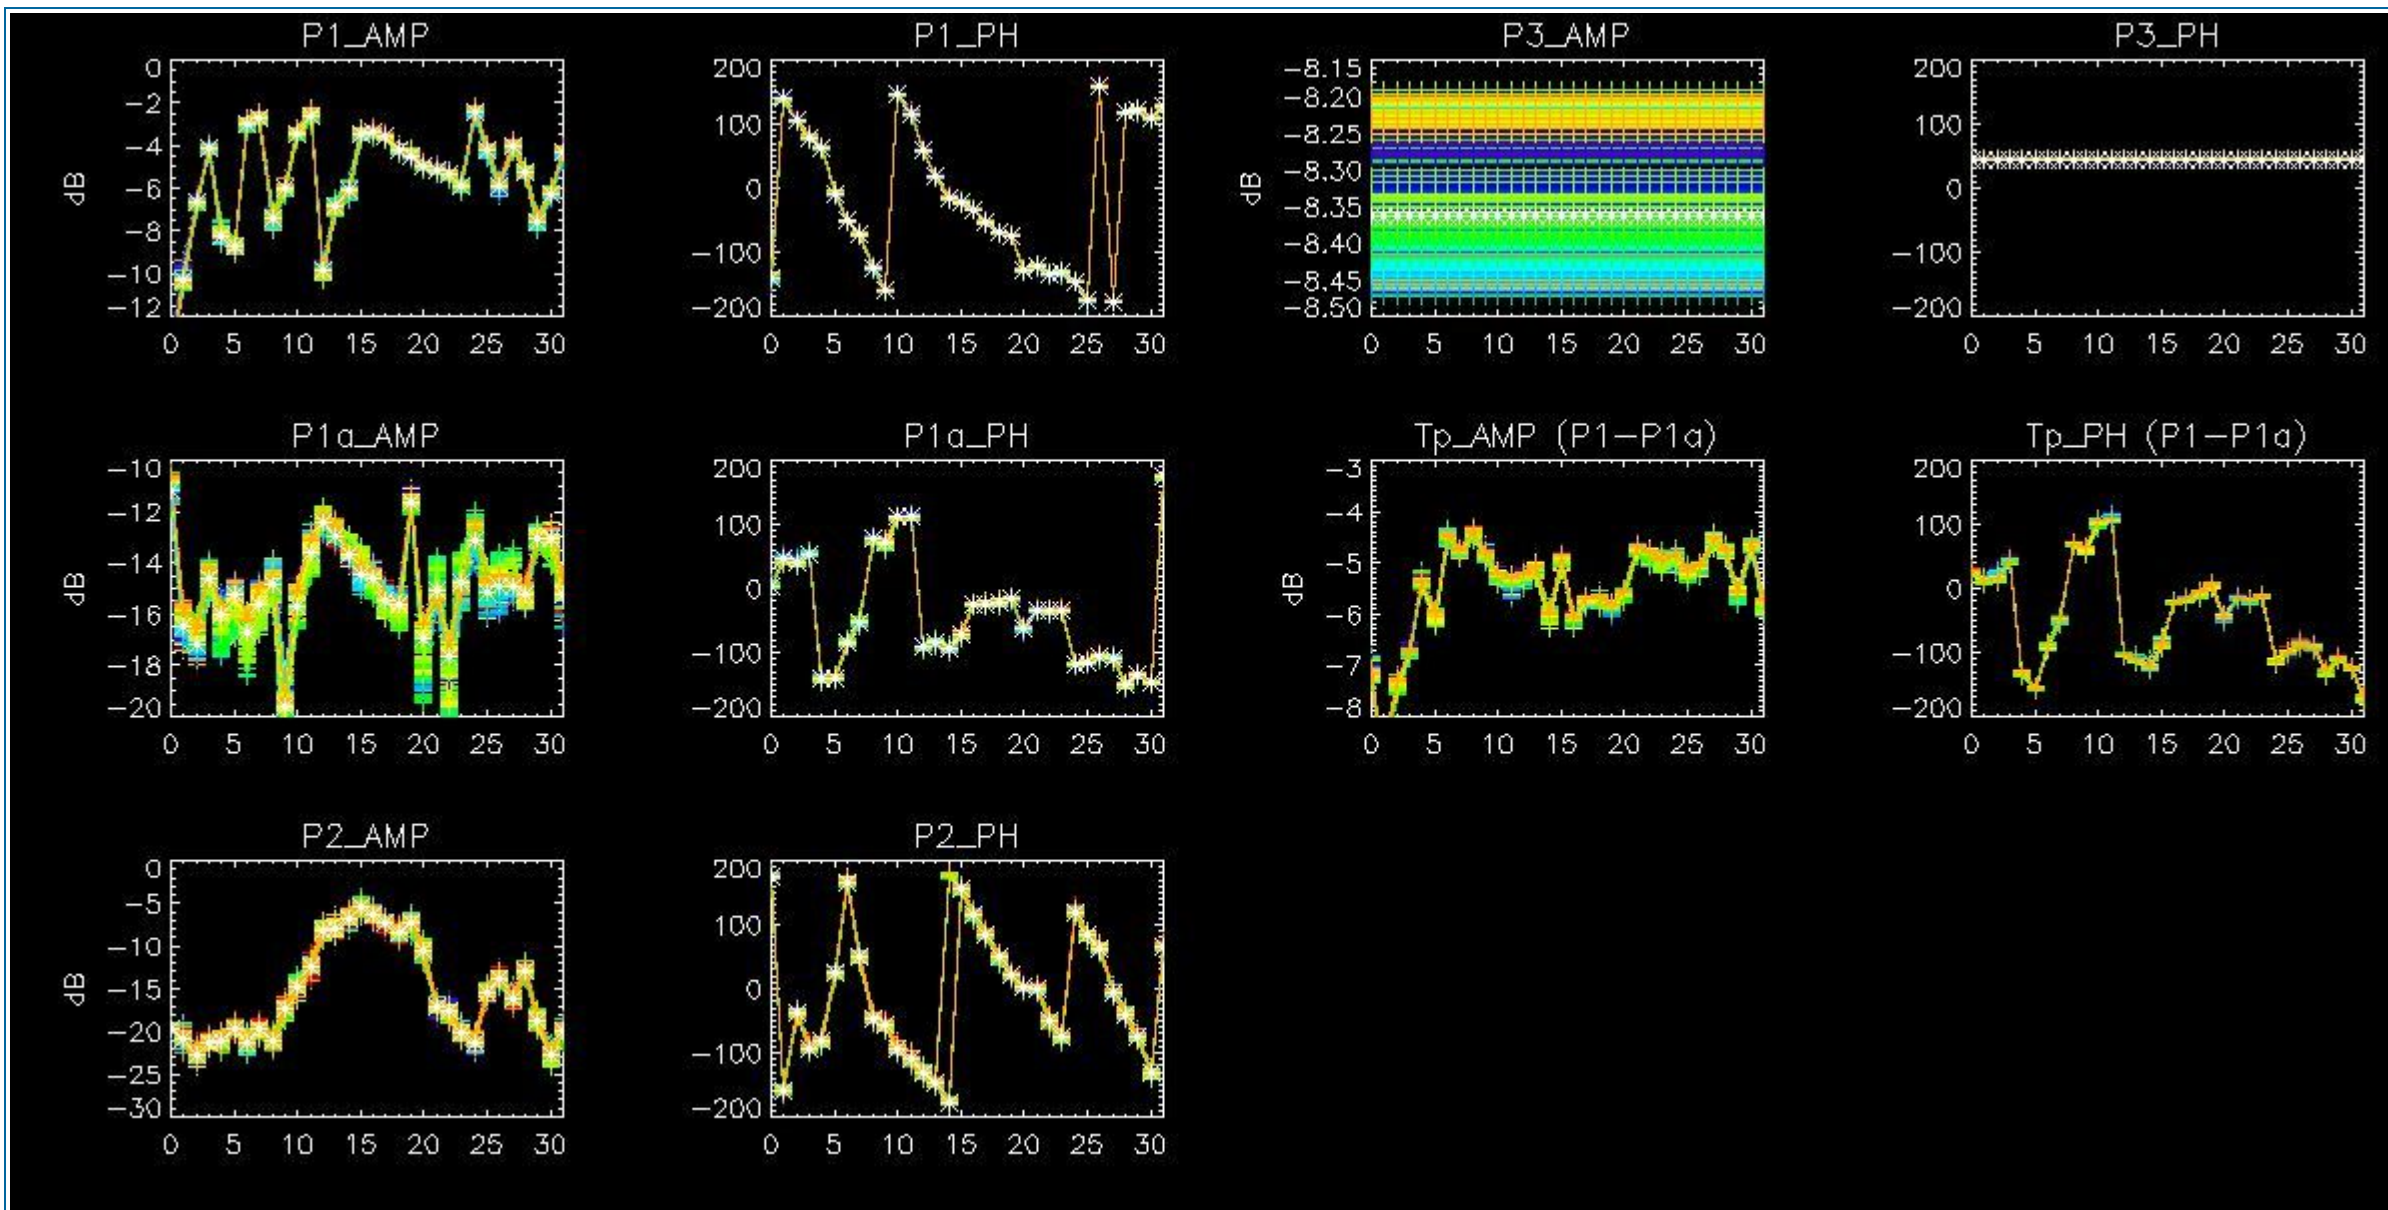 P1_AMP
0
−2
−4
−6
−8
−10
−12
dB
0 5 10 15 20 25 30
P1_PH
200
100
0
−100
−200
0 5 10 15 20 25 30
P3_AMP
−8.15
−8.20
−8.25
−8.30
−8.35
−8.40
−8.45
−8.50
dB
0 5 10 15 20 25 30
P3_PH
200
100
0
−100
−200
0 5 10 15 20 25 30
P1a_AMP
−10
−12
−14
−16
−18
−20
dB
0 5 10 15 20 25 30
P1a_PH
200
100
0
−100
−200
0 5 10 15 20 25 30
Tp_AMP (P1−P1a)
−3
−4
−5
−6
−7
−8
dB
0 5 10 15 20 25 30
Tp_PH (P1−P1a)
200
100
0
−100
−200
0 5 10 15 20 25 30
P2_AMP
0
−5
−10
−15
−20
−25
−30
dB
0 5 10 15 20 25 30
P2_PH
200
100
0
−100
−200
0 5 10 15 20 25 30